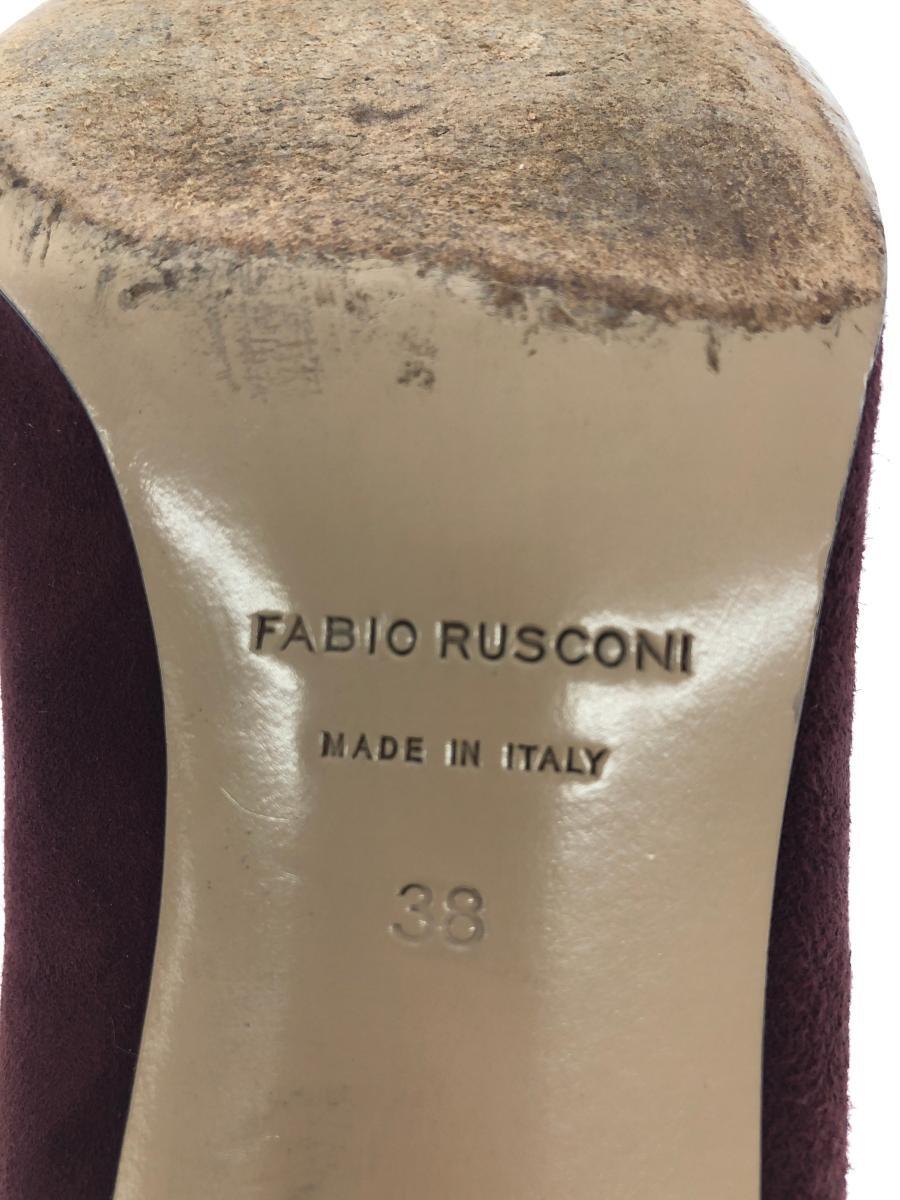 FABIO RUSCONI
MADE IN ITALY
38